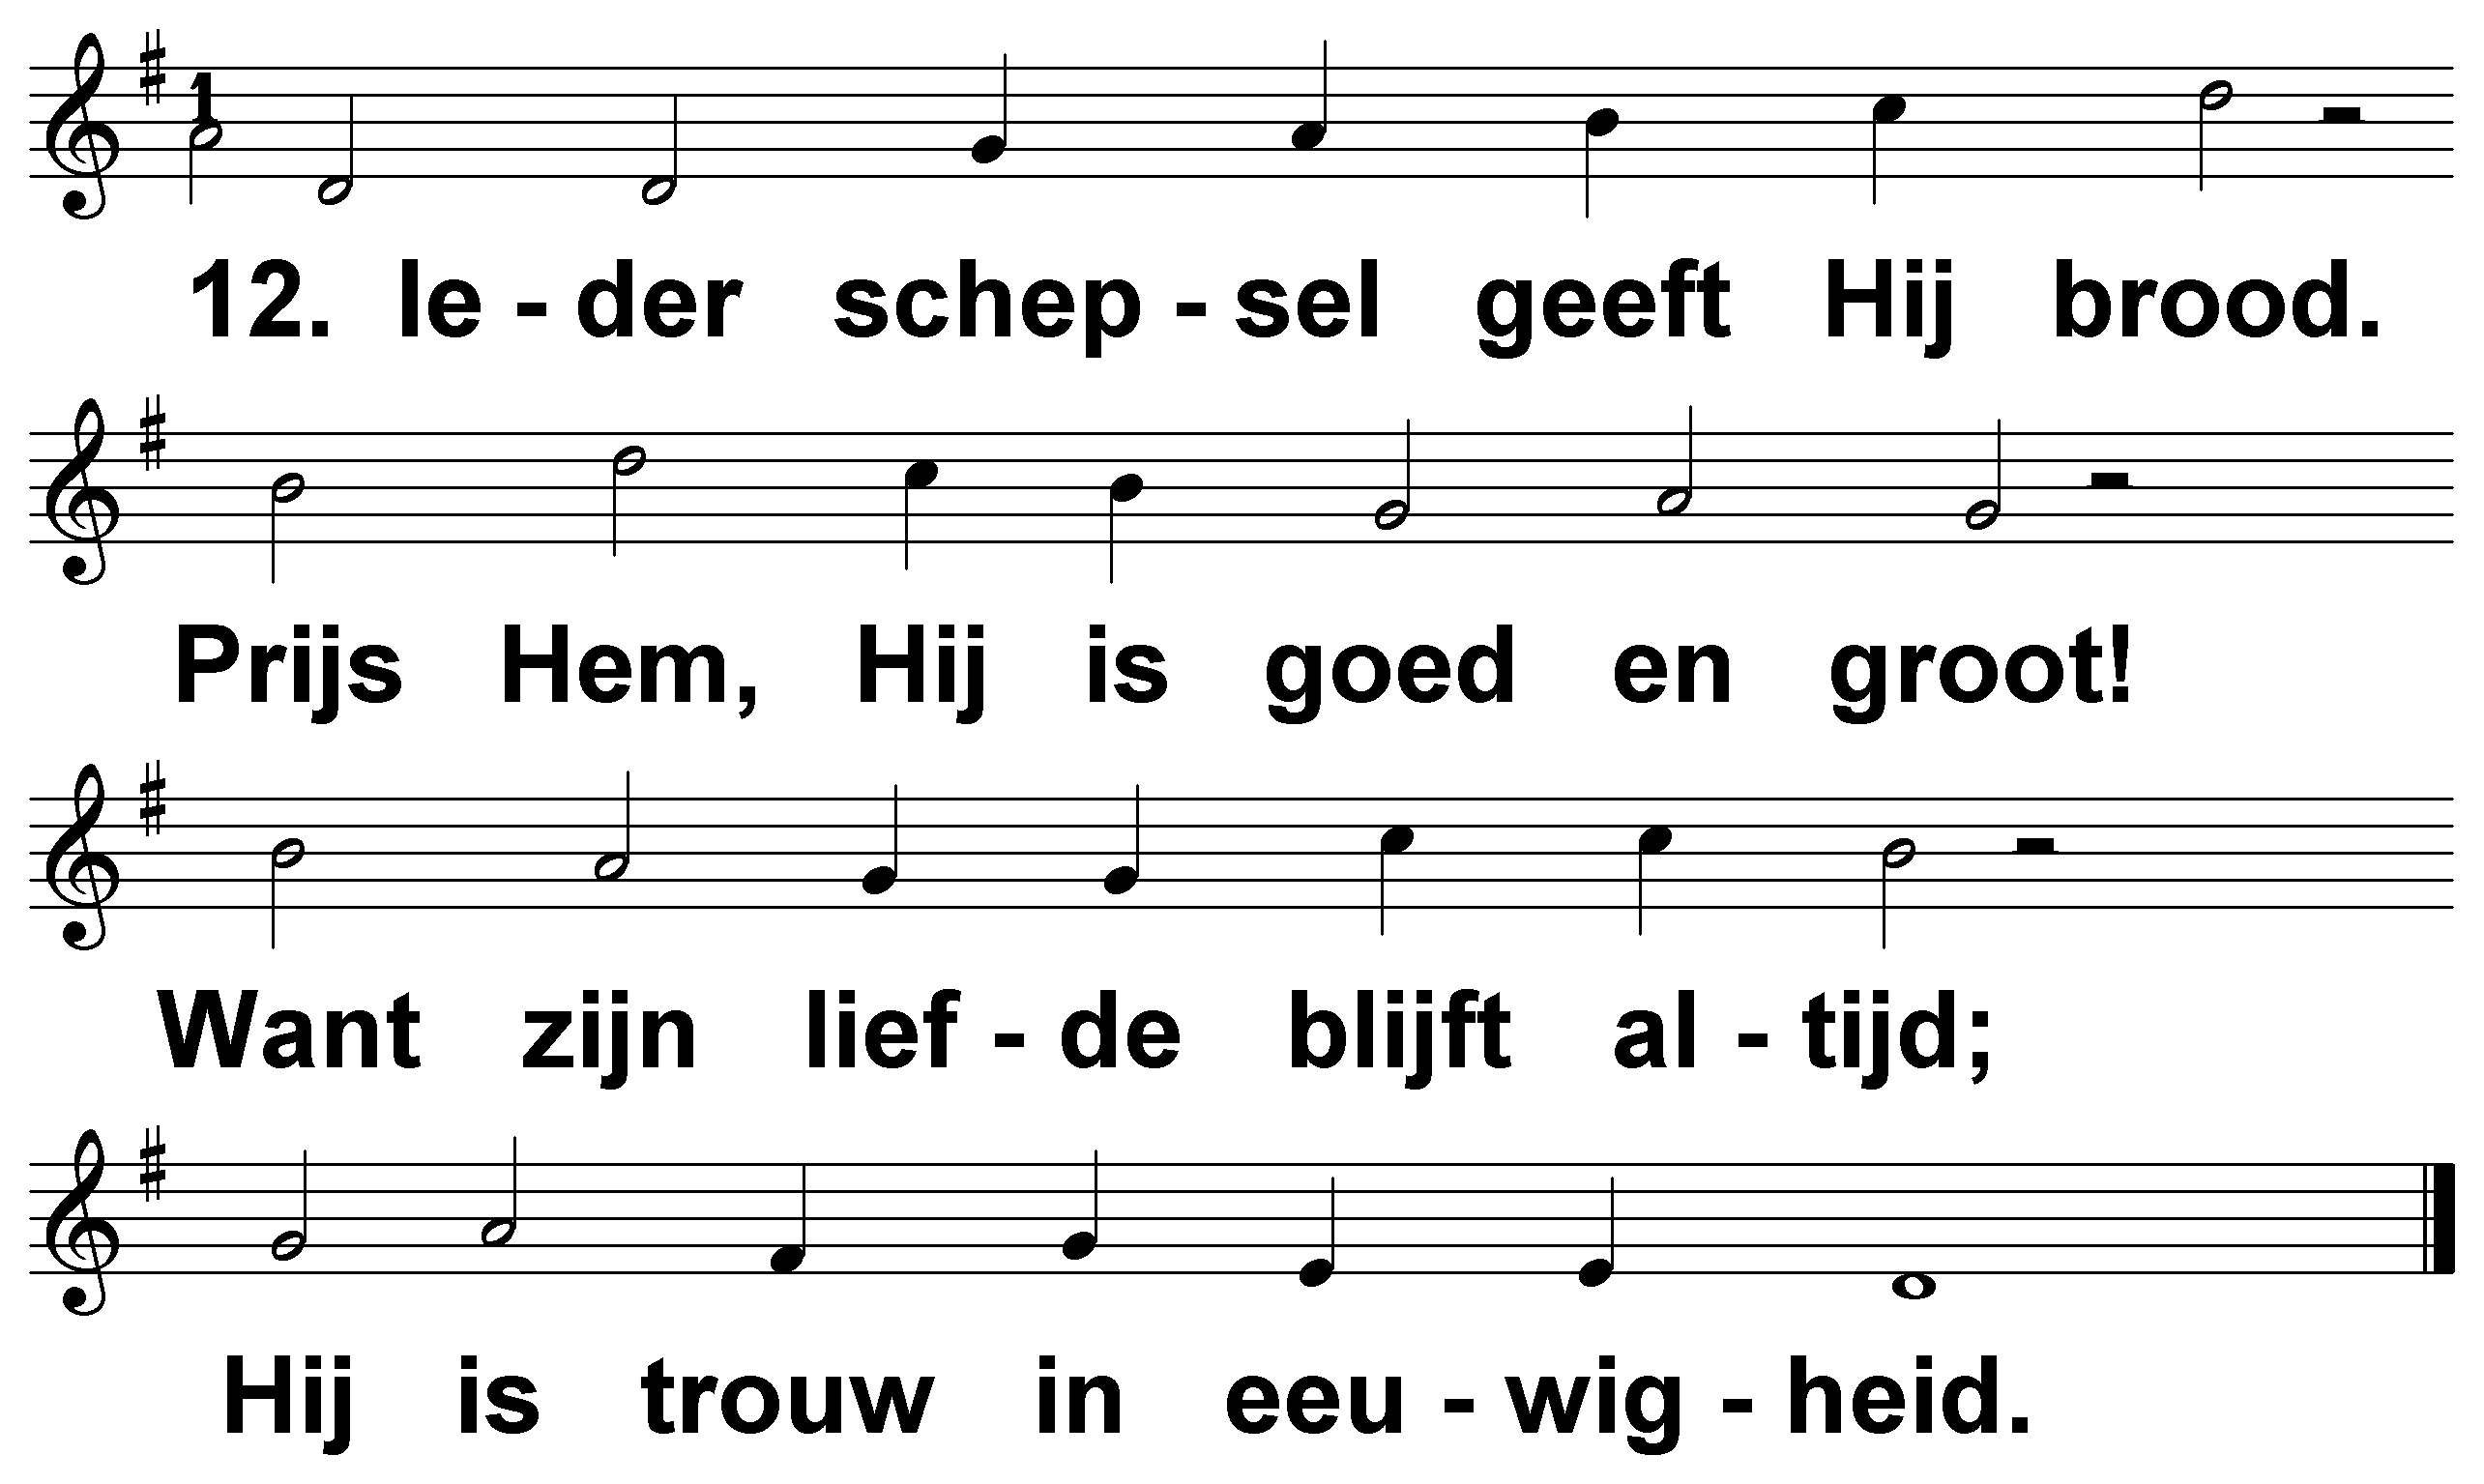 1
12. Ie - der schep - sel geeft Hij brood.
Prijs Hem, Hij is goed en groot!
Want zijn lief - de blijft al - tijd;
Hij is trouw in eeu - wig - heid.